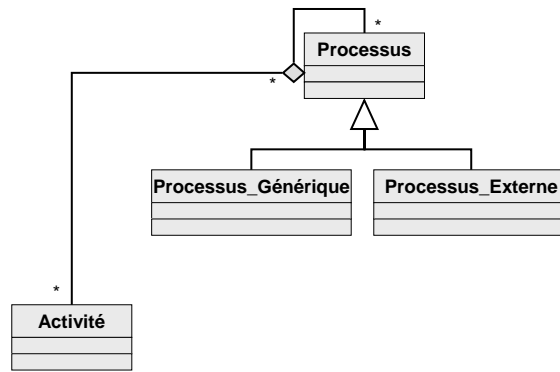 *
Processus
*
Processus_Générique
Processus_Externe
*
Activité